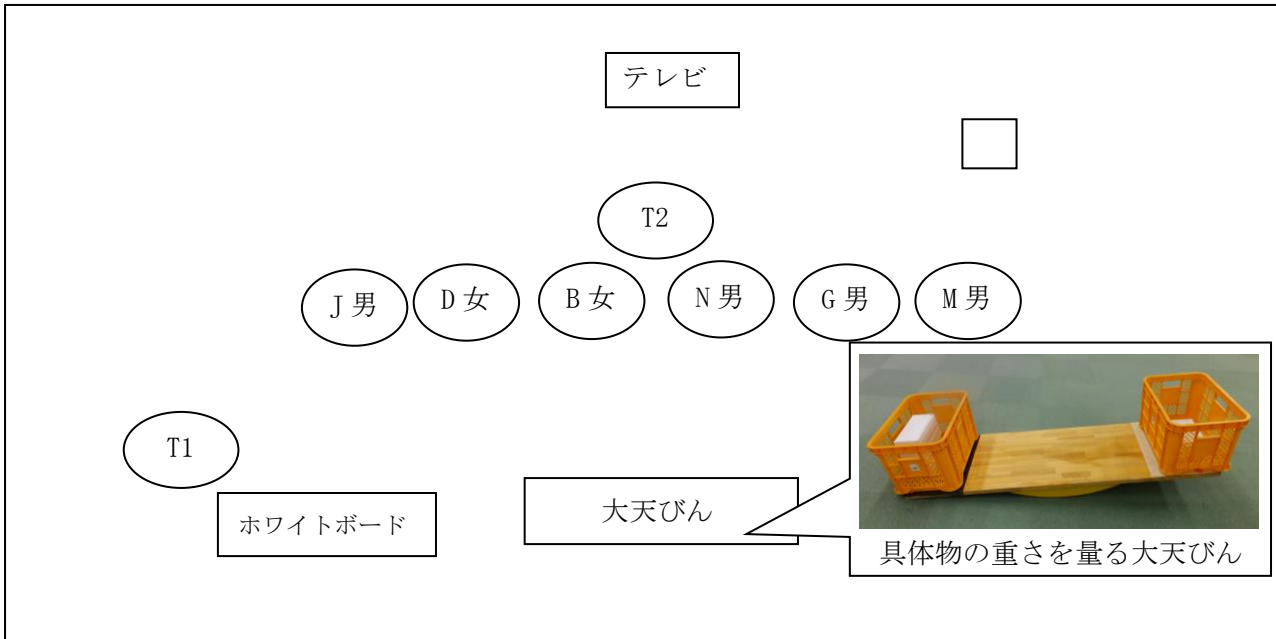 テレビ
T2
J男
D女
B女
N男
G男
M男
T1
ホワイトボード
大天びん
具体物の重さを量る大天びん